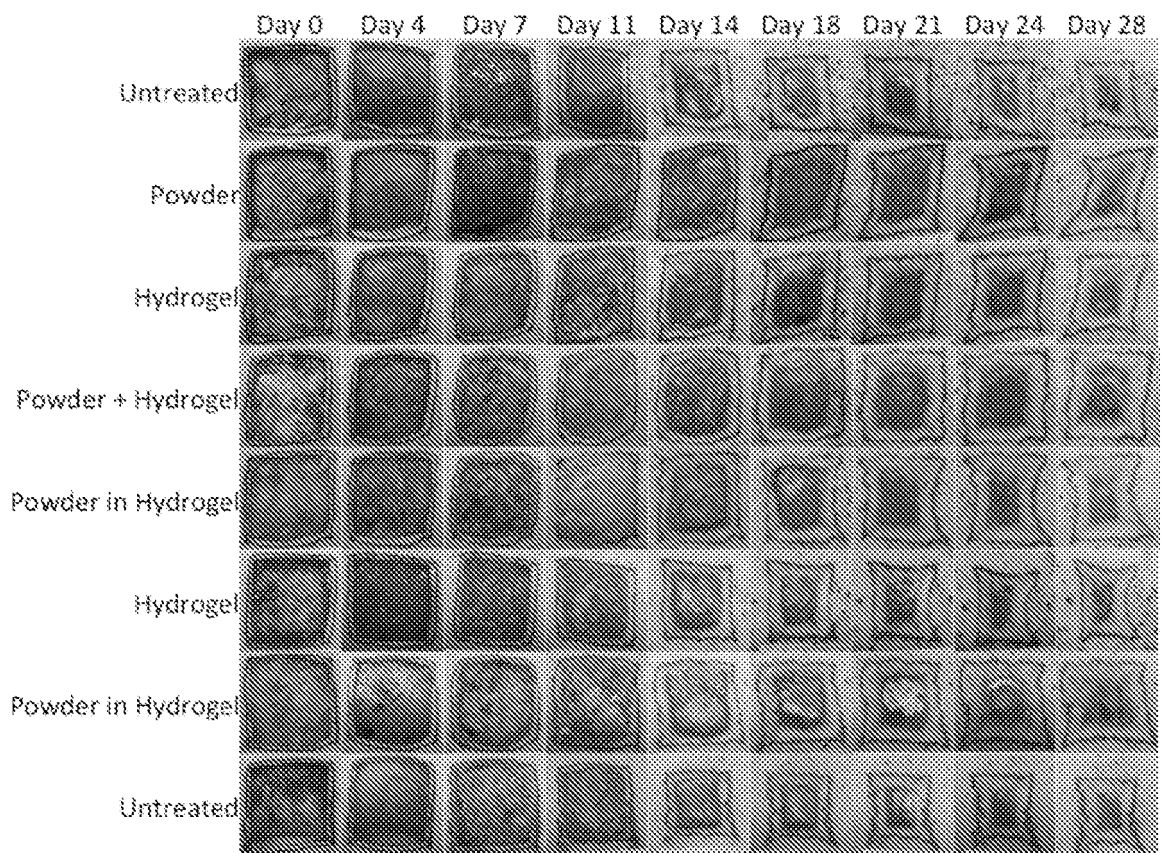 Day 0 Day 4 Day 7 Day 11 Day 14 Day 18 Day 21 Day 24 Day 28
Untreated
Powder
Hydrogel
Powder + Hydrogel
Powder in Hydrogel
Hydrogel
Powder in Hydrogel
Untreated